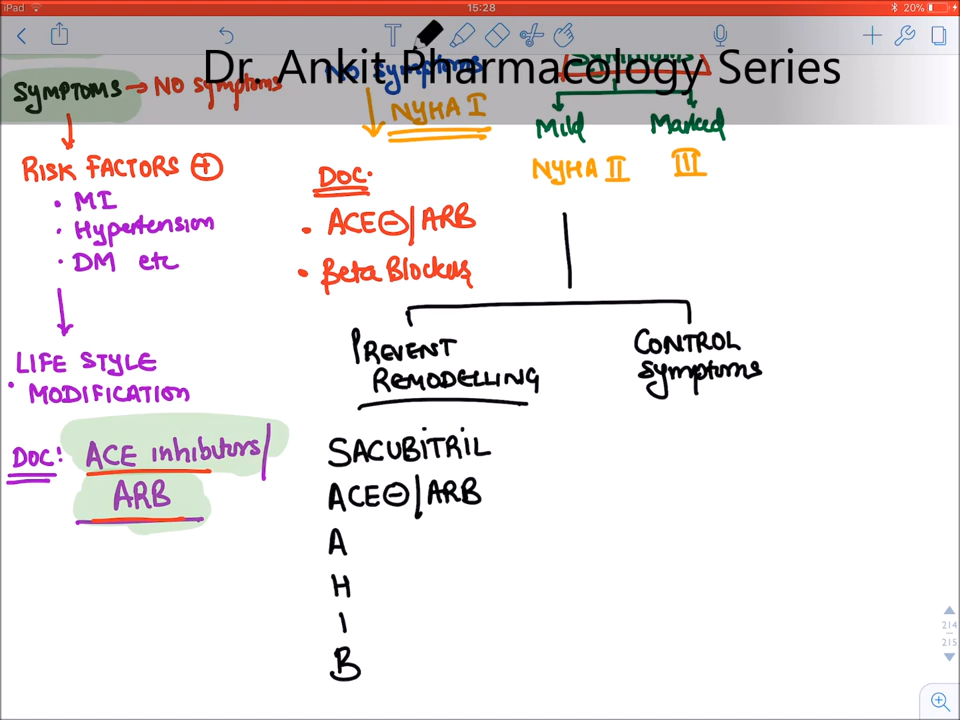 iPad
15:28
20%
Dr. Ankit Pharmacology Series
SYMPTOMS → No symptoms
RISK FACTORS +
• MI
• Hypertension
• DM etc
LIFE STYLE
• MODIFICATION
DOC: ACE inhibitors/
ARB
No symptoms
NYHA I
DOC:
• ACE⊖/ARB
• Beta Blockers
Symptoms
Mild
Marked
NYHA II
III
PREVENT
REMODELLING
CONTROL
Symptoms
SACUBITRIL
ACE⊖/ARB
A
H
I
B
214
215